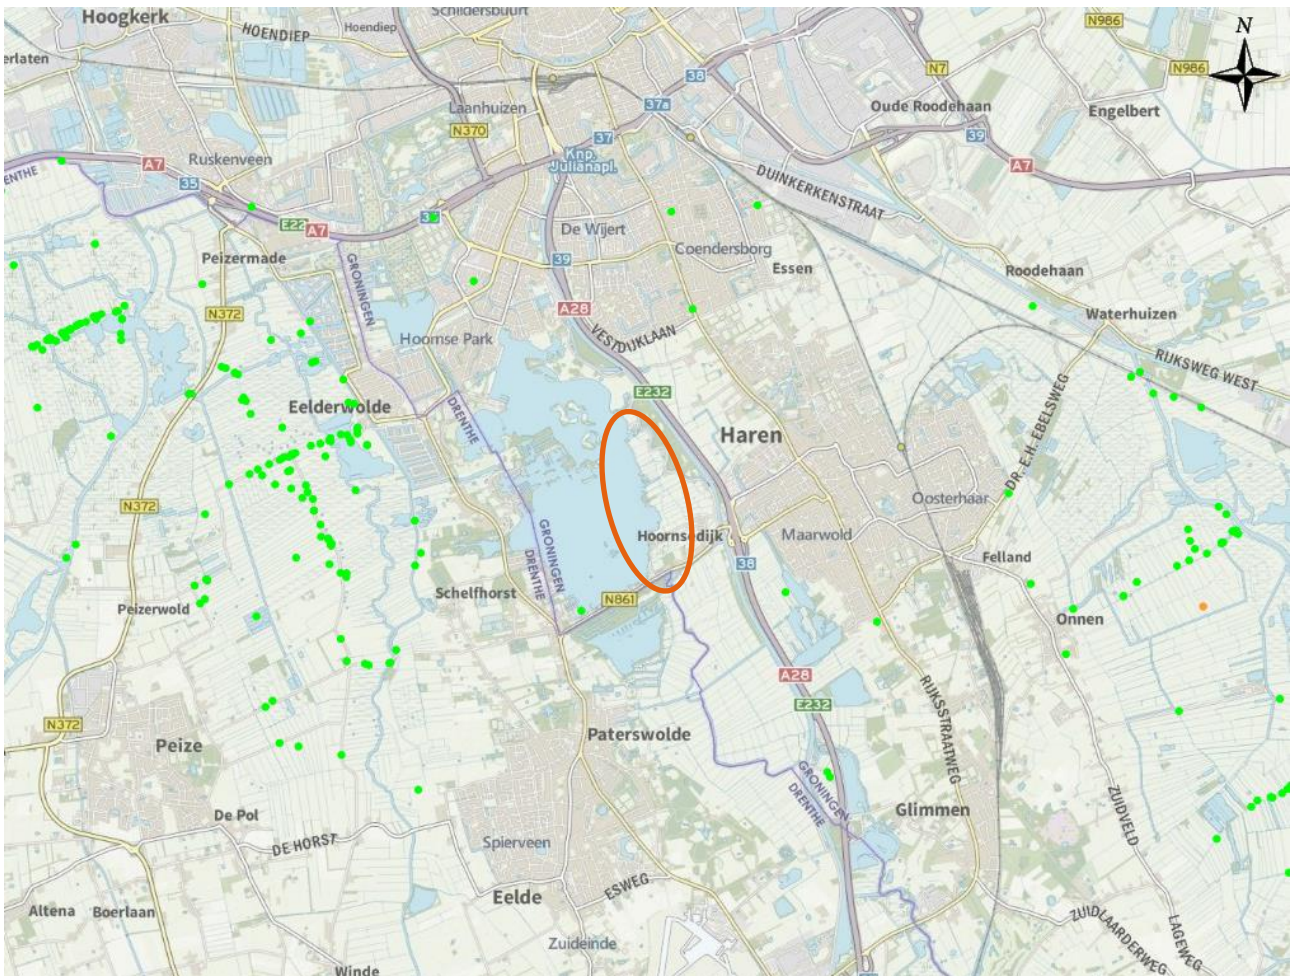 Hoogkerk
HOENDIEP
Hoendiep
Schildersbuurt
N986
N
erlaten
38
N7
N986
37a
Laanhuizen
Oude Roodehaan
Engelbert
N370
37
39
Ruskenveen
A7
Knp.
Julianapl.
A7
DRENTHE
35
DUINKERKENSTRAAT
E22
A7
De Wijert
Coendersborg
Peizermade
39
Essen
Roodehaan
GRONINGEN
N372
A28
Waterhuizen
Hoornse Park
VESTDIJKLAAN
RIJKSWEG WEST
E232
DR. E.H. EBELSWEG
Eelderwolde
DRENTHE
Haren
N372
Oosterhaar
GRONINGEN
DRENTHE
Hoornsedijk
Maarwold
Felland
38
Peizerwold
Schelfhorst
N861
Onnen
A28
RIJKSSTRAATWEG
E232
N372
Peize
Paterswolde
GRONINGEN
DRENTHE
ZUIDVELD
De Pol
Glimmen
DE HORST
Spierveen
Eelde
ESWEG
Altena
Boerlaan
ZUIDLAARDERWEG
LAGEWEG
Zuideinde
Winde